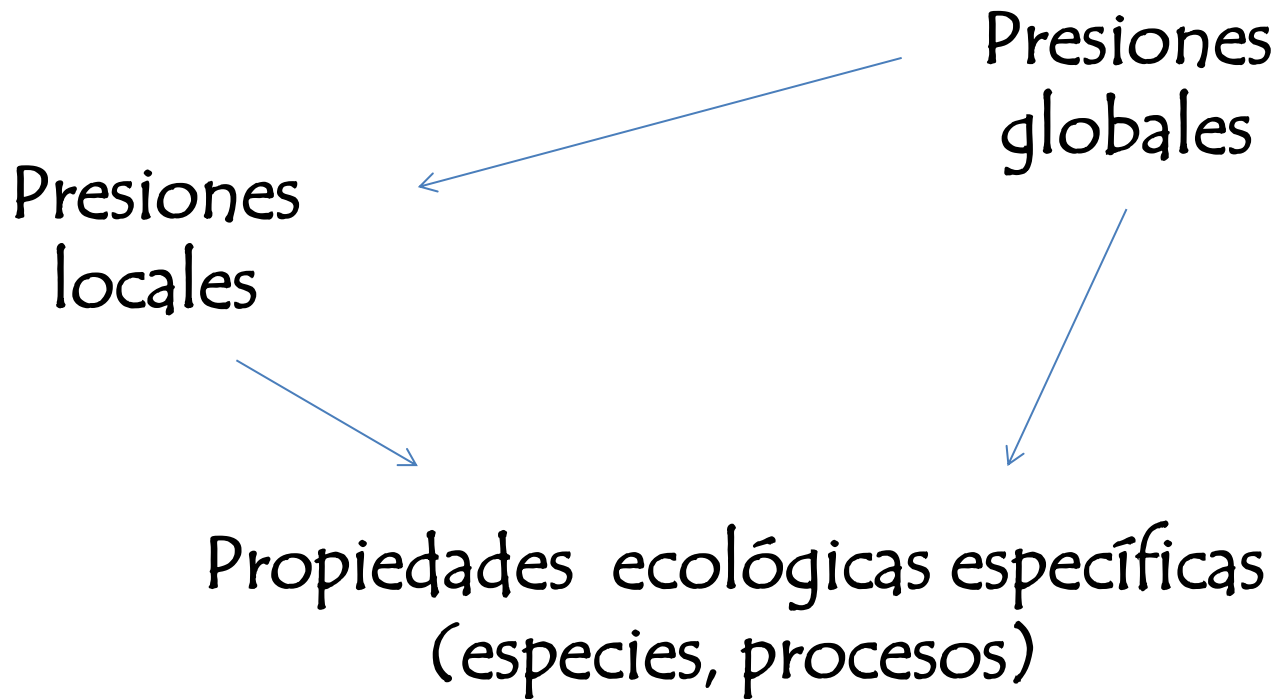 Presiones
globales
Presiones
locales
Propiedades ecológicas específicas
(especies, procesos)